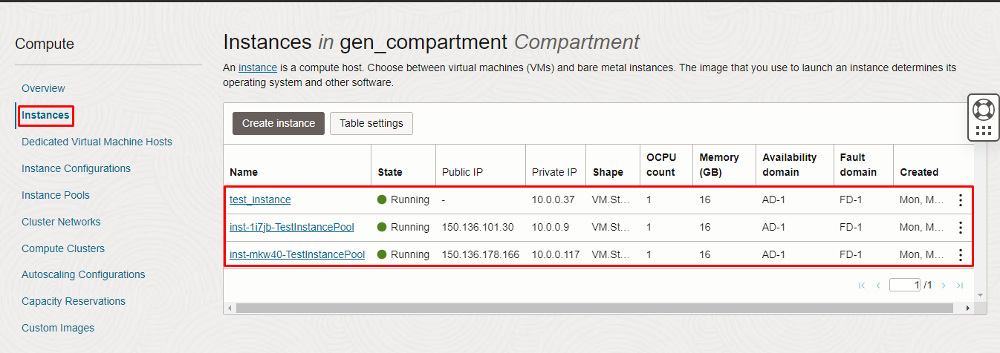 Compute
Overview
Instances
Dedicated Virtual Machine Hosts
Instance Configurations
Instance Pools
Cluster Networks
Compute Clusters
Autoscaling Configurations
Capacity Reservations
Custom Images
Instances in gen_compartment Compartment
An instance is a compute host. Choose between virtual machines (VMs) and bare metal instances. The image that you use to launch an instance determines its
operating system and other software.
Create instance Table settings
Name State Public IP Private IP Shape OCPU count Memory (GB) Availability domain Fault domain Created
test_instance Running - 10.0.0.37 VM.St... 1 16 AD-1 FD-1 Mon, M...
inst-1i7jb-TestInstancePool Running 150.136.101.30 10.0.0.9 VM.St... 1 16 AD-1 FD-1 Mon, M...
inst-mkw40-TestInstancePool Running 150.136.178.166 10.0.0.117 VM.St... 1 16 AD-1 FD-1 Mon, M...
1 /1